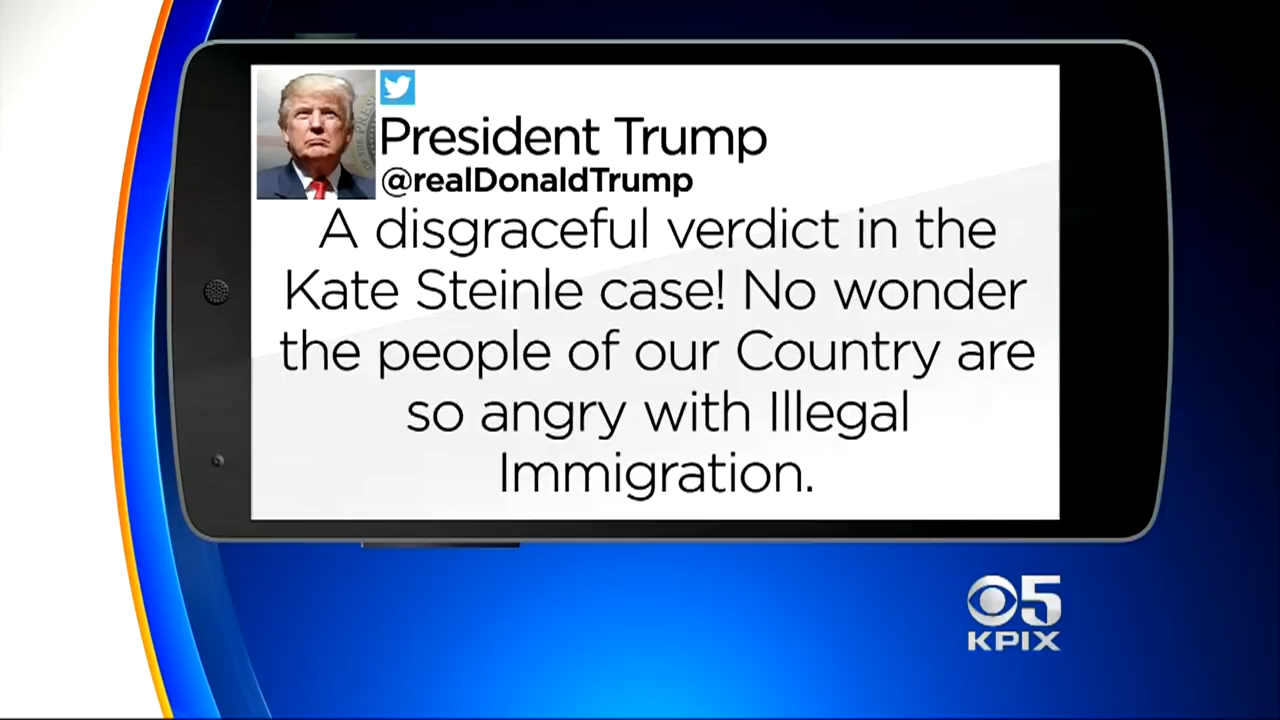 President Trump
@realDonaldTrump
A disgraceful verdict in the
Kate Steinle case! No wonder
the people of our Country are
so angry with Illegal
Immigration.
5
KPIX